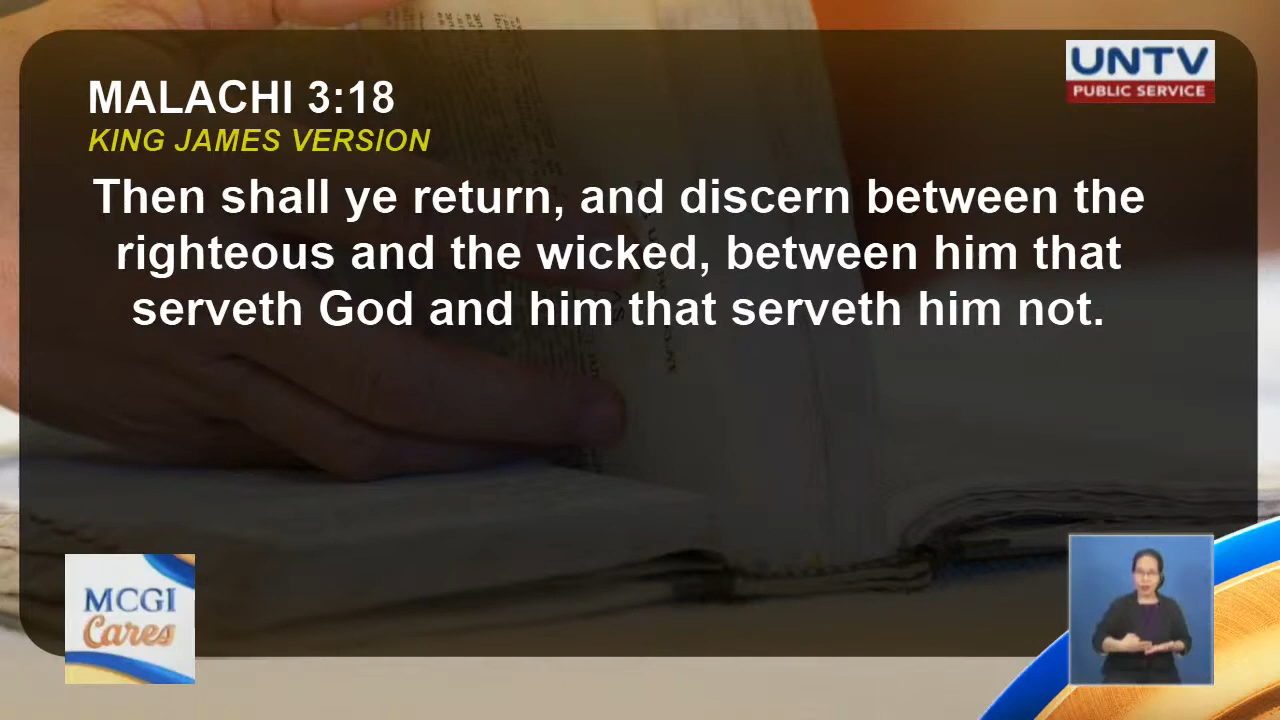 MALACHI 3:18
KING JAMES VERSION
Then shall ye return, and discern between the
righteous and the wicked, between him that
serveth God and him that serveth him not.
UNTV
PUBLIC SERVICE
MCGI
Cares